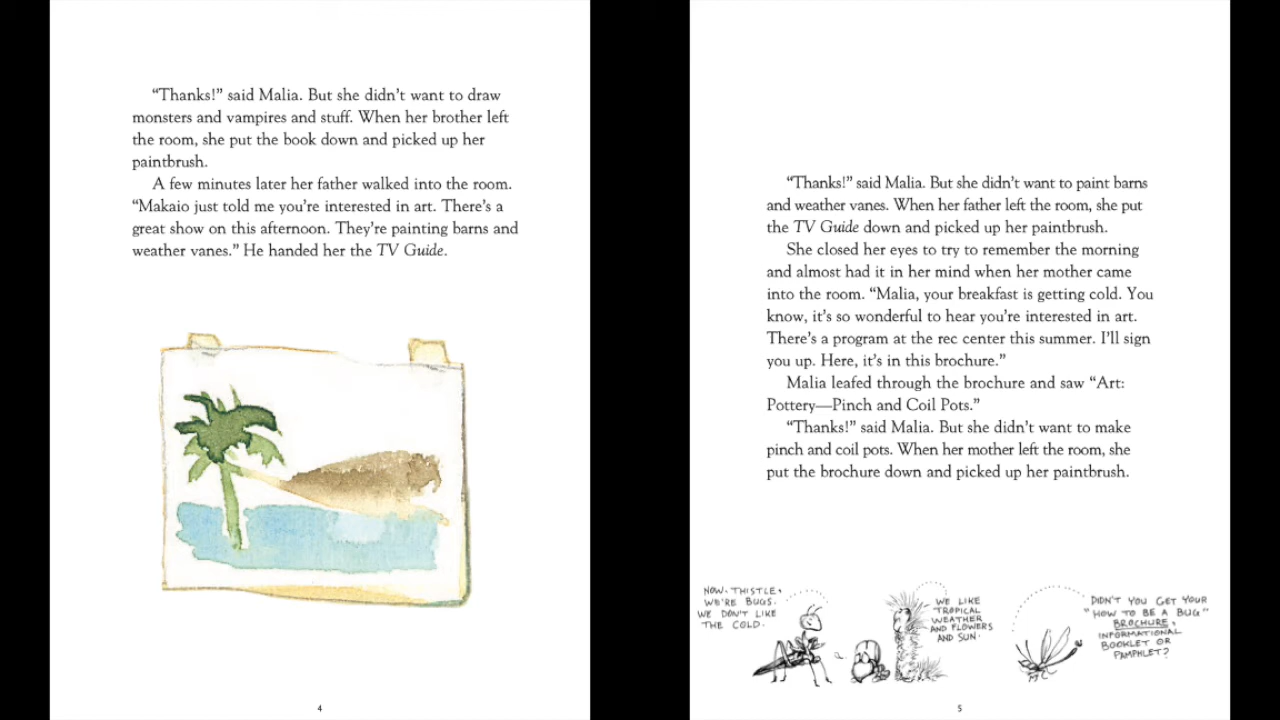 “Thanks!” said Malia. But she didn’t want to draw
monsters and vampires and stuff. When her brother left
the room, she put the book down and picked up her
paintbrush.
A few minutes later her father walked into the room.
“Makaio just told me you’re interested in art. There’s a
great show on this afternoon. They’re painting barns and
weather vanes.” He handed her the TV Guide.
4
“Thanks!” said Malia. But she didn’t want to paint barns
and weather vanes. When her father left the room, she put
the TV Guide down and picked up her paintbrush.
She closed her eyes to try to remember the morning
and almost had it in her mind when her mother came
into the room. “Malia, your breakfast is getting cold. You
know, it’s so wonderful to hear you’re interested in art.
There’s a program at the rec center this summer. I’ll sign
you up. Here, it’s in this brochure.”
Malia leafed through the brochure and saw “Art:
Pottery—Pinch and Coil Pots.”
“Thanks!” said Malia. But she didn’t want to make
pinch and coil pots. When her mother left the room, she
put the brochure down and picked up her paintbrush.
NOW, THISTLE,
WE’RE BUGS.
WE DON’T LIKE
THE COLD.
WE LIKE
TROPICAL
WEATHER
AND FLOWERS
AND SUN.
DIDN’T YOU GET YOUR
“HOW TO BE A BUG”
BROCHURE,
INFORMATIONAL
BOOKLET OR
PAMPHLET?
5